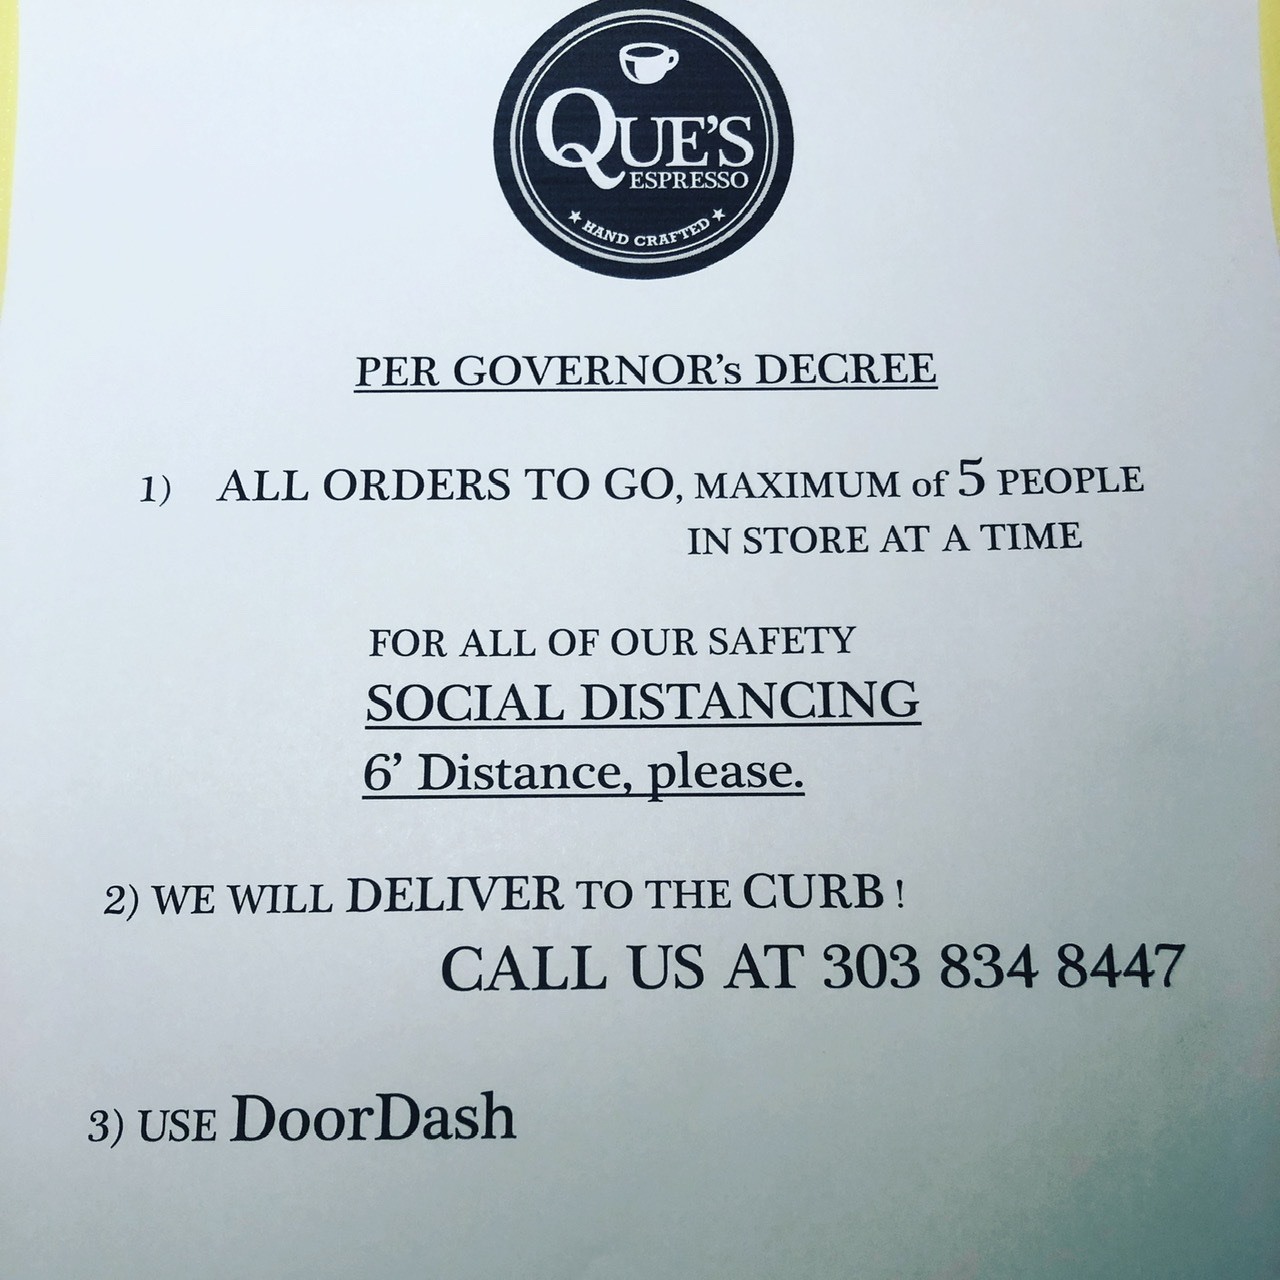 QUE'S
ESPRESSO
★ HAND CRAFTED ★
PER GOVERNOR's DECREE
1) ALL ORDERS TO GO, MAXIMUM of 5 PEOPLE
IN STORE AT A TIME
FOR ALL OF OUR SAFETY
SOCIAL DISTANCING
6’ Distance, please.
2) WE WILL DELIVER TO THE CURB !
CALL US AT 303 834 8447
3) USE DoorDash